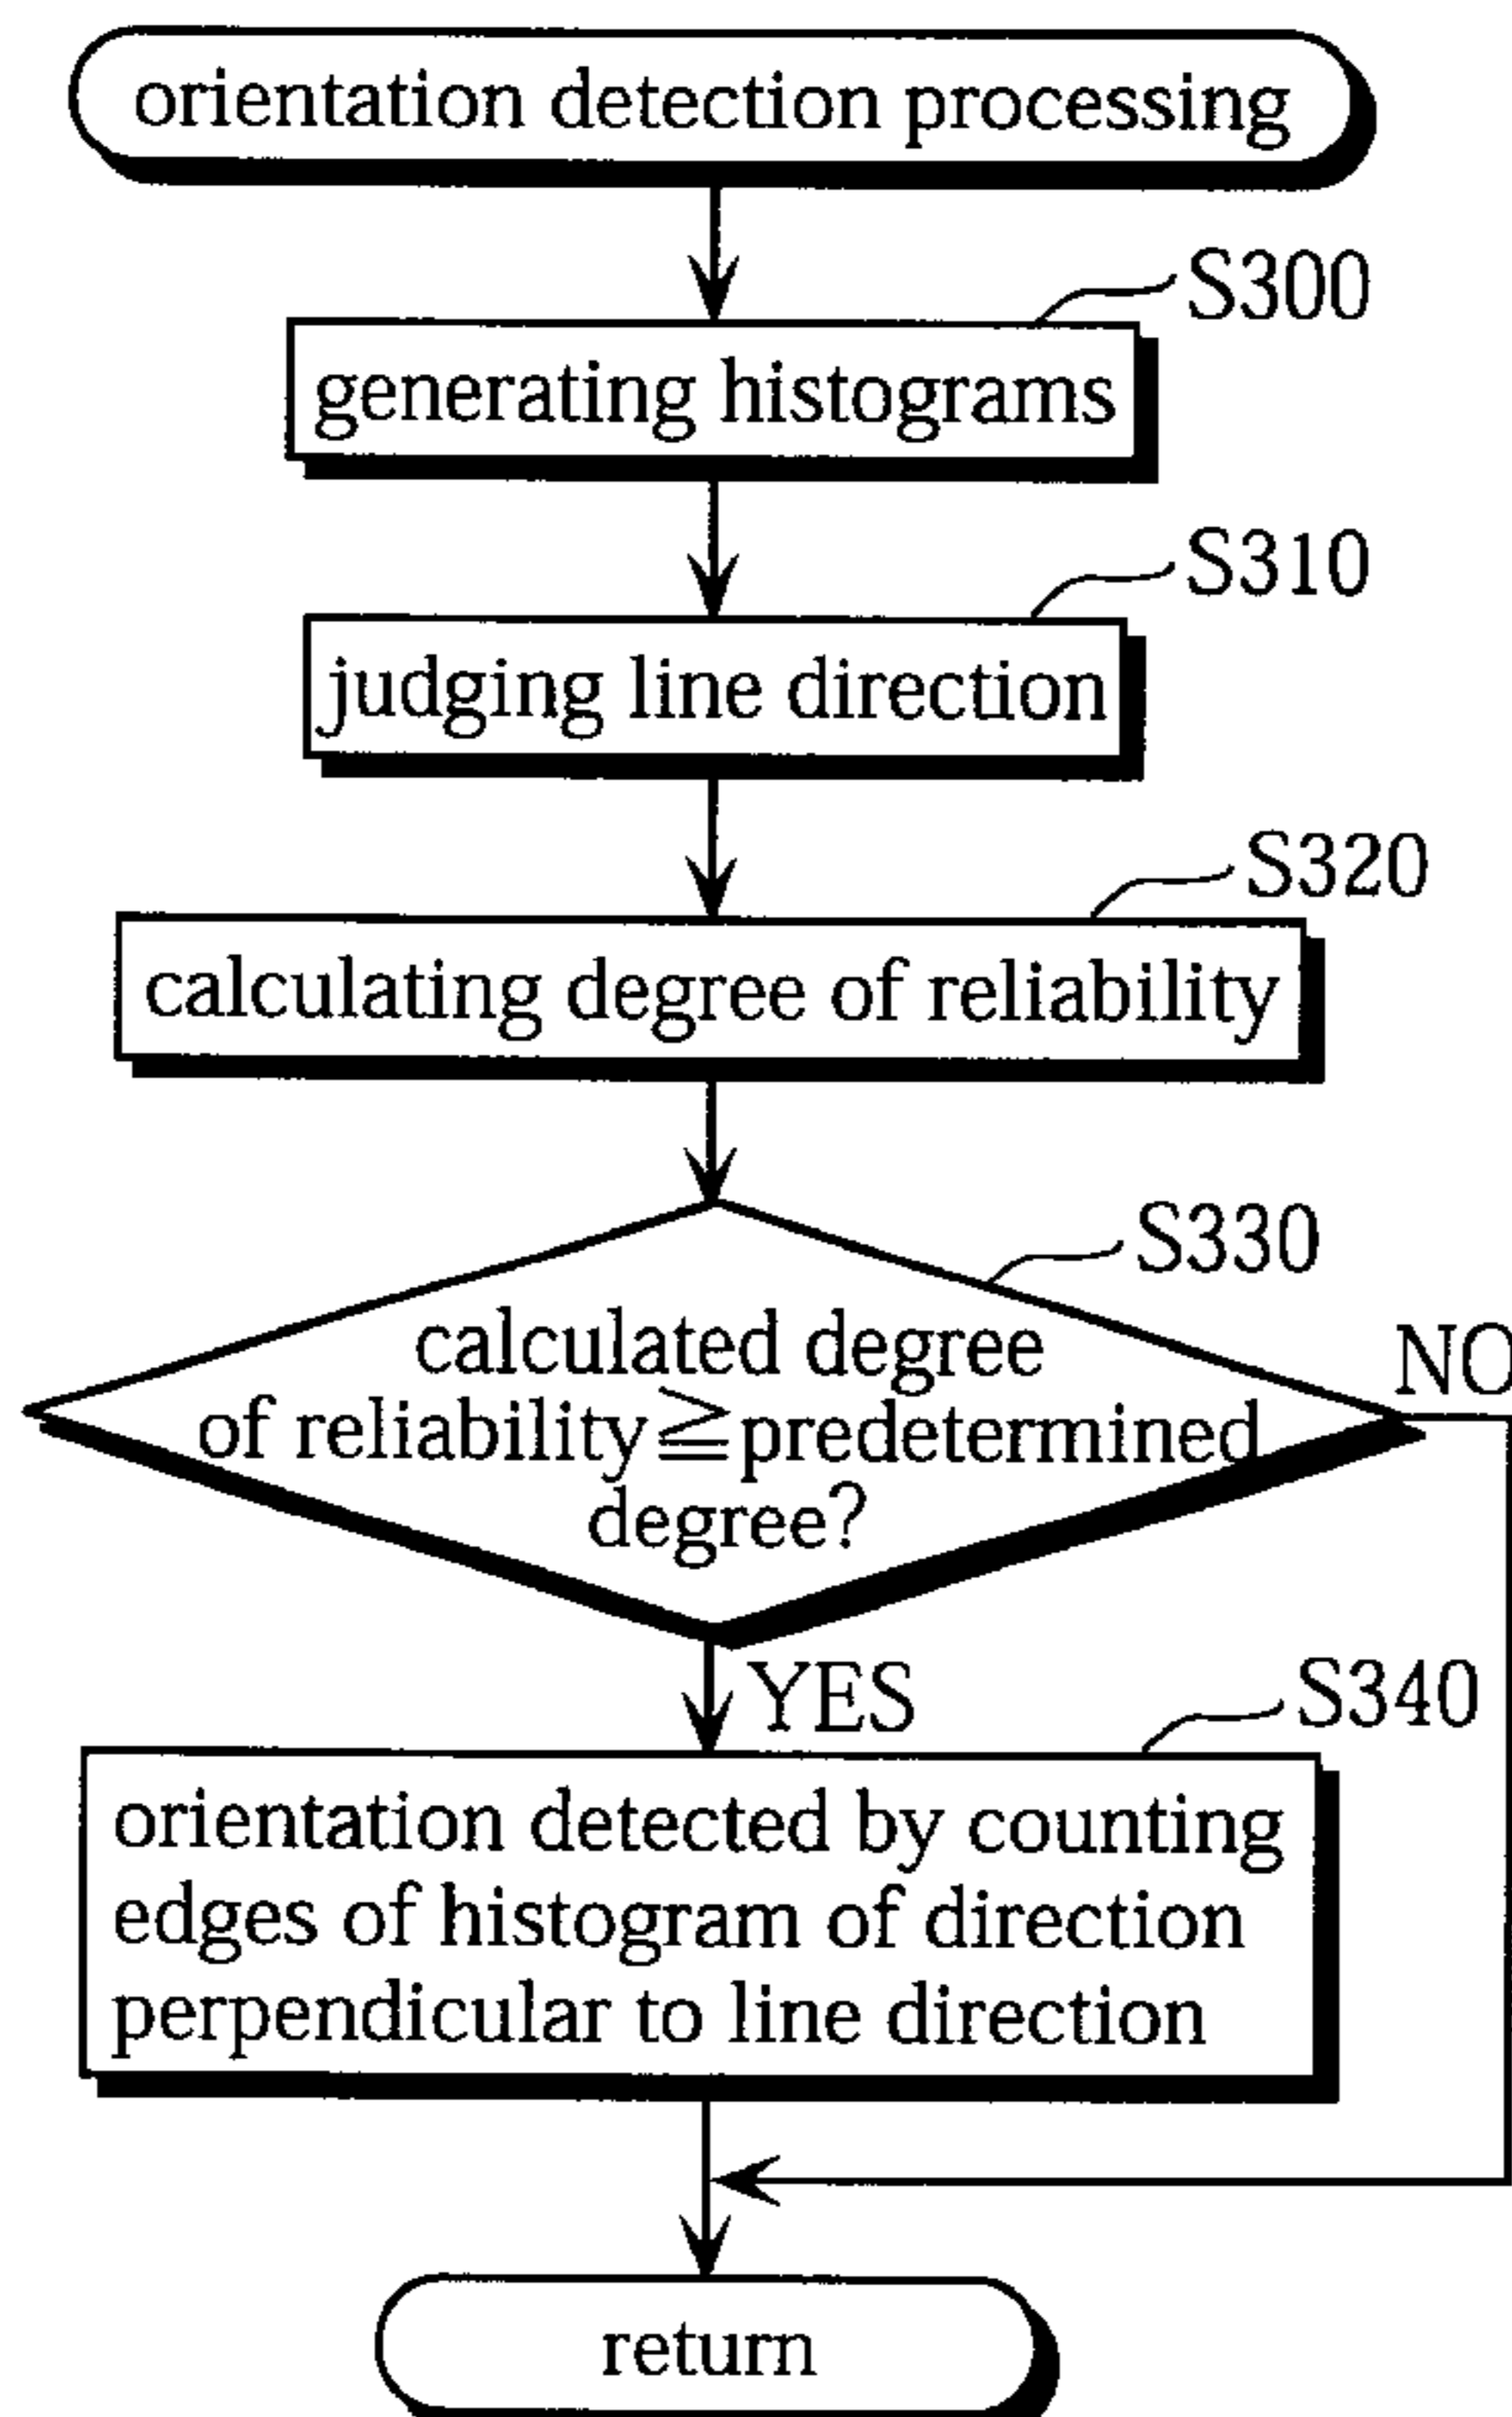 orientation detection processing
S300
generating histograms
S310
judging line direction
S320
calculating degree of reliability
S330
calculated degree
of reliability≧predetermined
degree?
NO
YES
S340
orientation detected by counting
edges of histogram of direction
perpendicular to line direction
return